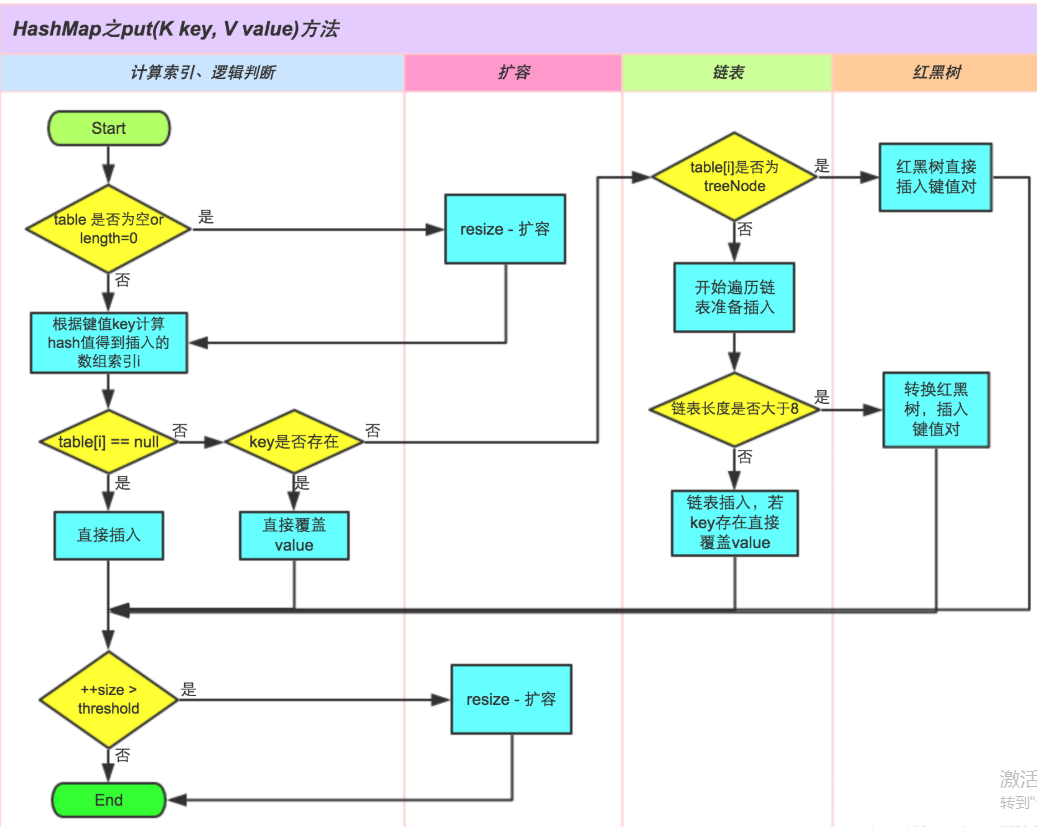 HashMap之put(K key, V value)方法
计算索引、逻辑判断
扩容
链表
红黑树
Start
table 是否为空or
length=0
是
resize - 扩容
否
根据键值key计算
hash值得到插入的
数组索引i
table[i] == null
否
key是否存在
否
是
直接插入
是
直接覆盖
value
table[i]是否为
treeNode
是
红黑树直接
插入键值对
否
开始遍历链
表准备插入
链表长度是否大于8
是
转换红黑
树，插入
键值对
否
链表插入，若
key存在直接
覆盖value
++size >
threshold
是
resize - 扩容
否
End
激活
转到"